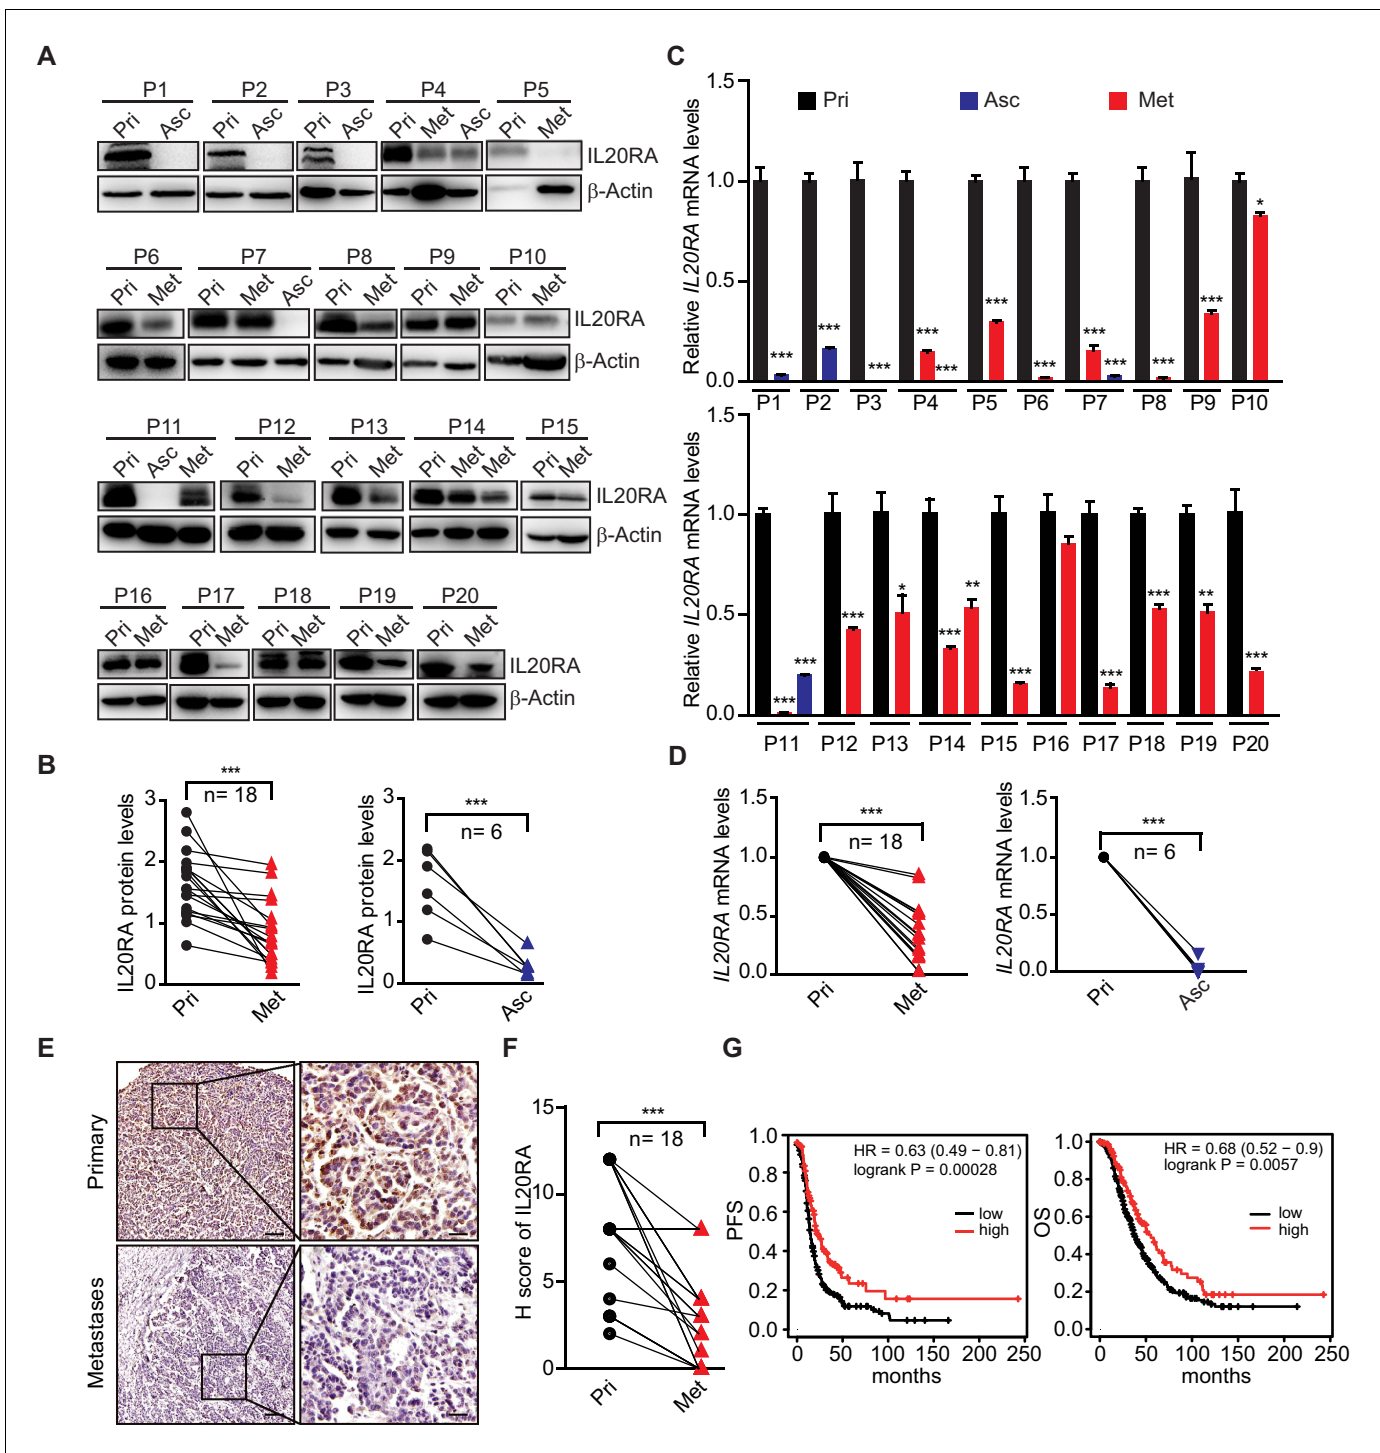 A
P1 P2 P3 P4 P5
Pri Asc Pri Asc Pri Asc Pri Met Asc Pri Met
IL20RA
β-Actin
P6 P7 P8 P9 P10
Pri Met Pri Met Asc Pri Met Pri Met Pri Met
IL20RA
β-Actin
P11 P12 P13 P14 P15
Pri Asc Met Pri Met Pri Met Pri Met Met Pri Met
IL20RA
β-Actin
P16 P17 P18 P19 P20
Pri Met Pri Met Pri Met Pri Met Pri Met
IL20RA
β-Actin
B
IL20RA protein levels
3
2
1
0
***
n= 18
Pri Met
IL20RA protein levels
3
2
1
0
***
n= 6
Pri Asc
C
Pri Asc Met
Relative IL20RA mRNA levels
1.5
1.0
0.5
0.0
*** *** *** *** *** *** *** *** *** *** *** *
P1 P2 P3 P4 P5 P6 P7 P8 P9 P10
Relative IL20RA mRNA levels
1.5
1.0
0.5
0.0
*** *** *** * *** ** *** *** *** ** ***
P11 P12 P13 P14 P15 P16 P17 P18 P19 P20
D
IL20RA mRNA levels
1.5
1.0
0.5
0.0
***
n= 18
Pri Met
IL20RA mRNA levels
1.5
1.0
0.5
0.0
***
n= 6
Pri Asc
E
Primary
Metastases
F
H score of IL20RA
15
10
5
0
***
n= 18
Pri Met
G
PFS
1.0
0.8
0.6
0.4
0.2
0.0
HR = 0.63 (0.49 − 0.81)
logrank P = 0.00028
low
high
0 50 100 150 200 250
months
OS
1.0
0.8
0.6
0.4
0.2
0.0
HR = 0.68 (0.52 − 0.9)
logrank P = 0.0057
low
high
0 50 100 150 200 250
months